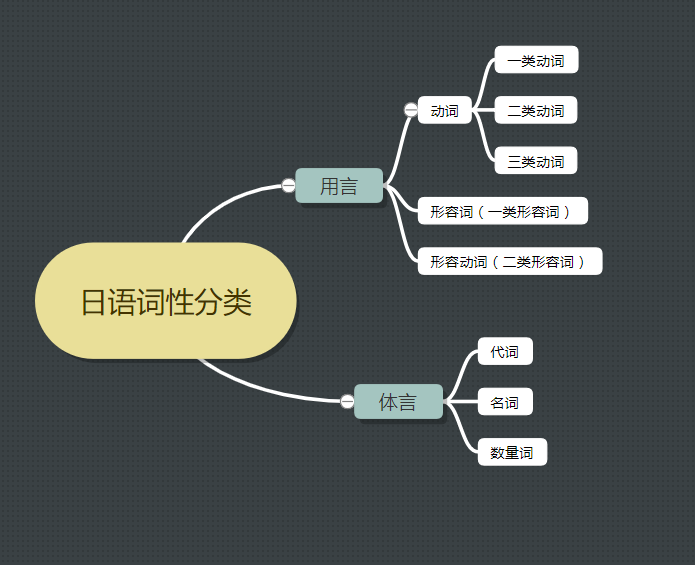 日语词性分类
用言
动词
一类动词
二类动词
三类动词
形容词（一类形容词）
形容动词（二类形容词）
体言
代词
名词
数量词